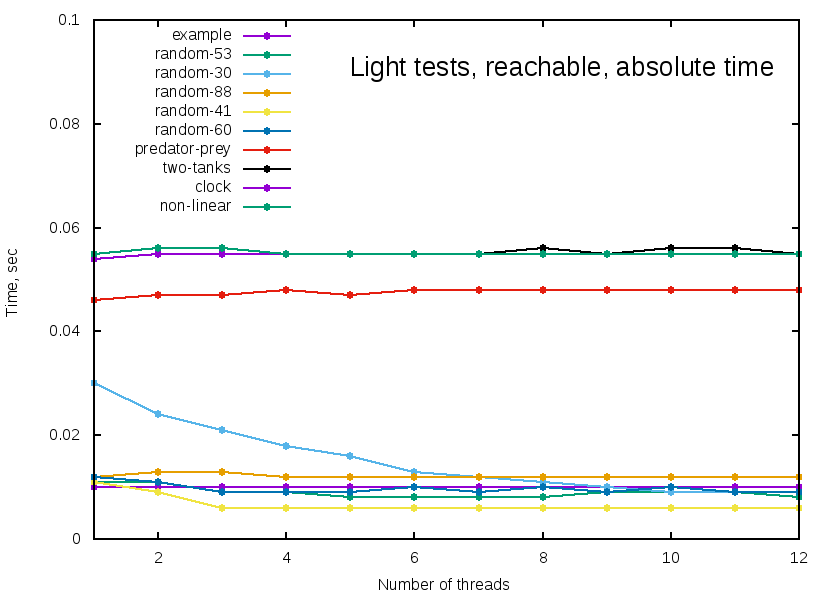 0.1
0.08
0.06
0.04
0.02
0
Time, sec
example
random-53
random-30
random-88
random-41
random-60
predator-prey
two-tanks
clock
non-linear
Light tests, reachable, absolute time
2 4 6 8 10 12
Number of threads